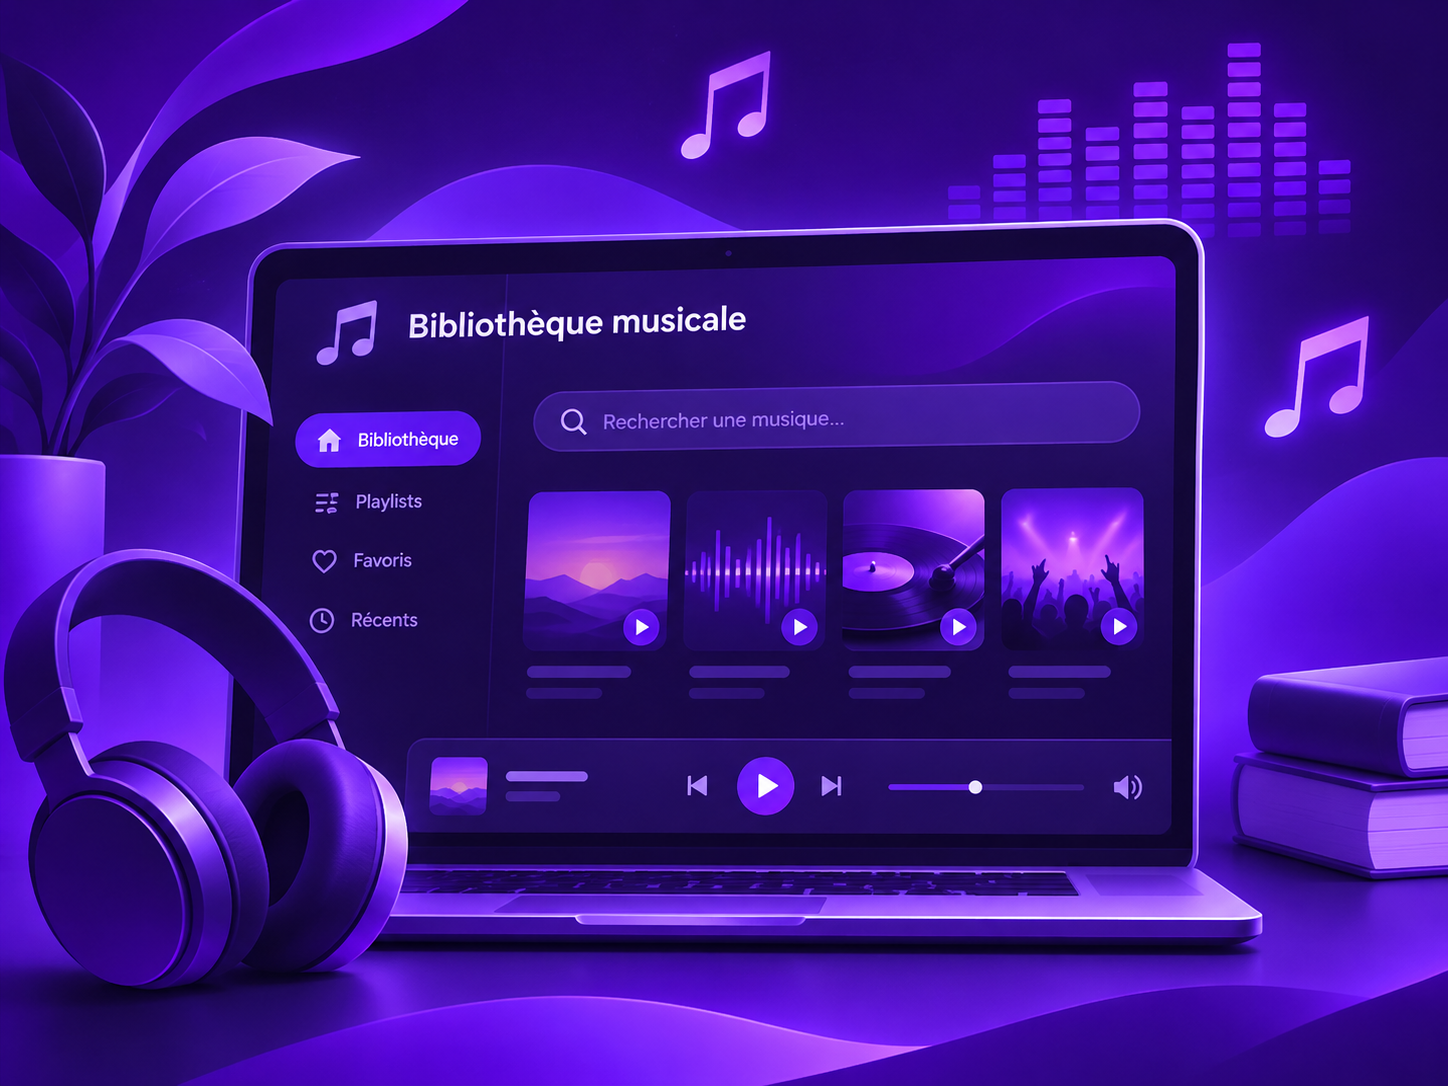 Bibliothèque musicale
Rechercher une musique...
Bibliothèque
Playlists
Favoris
Récents